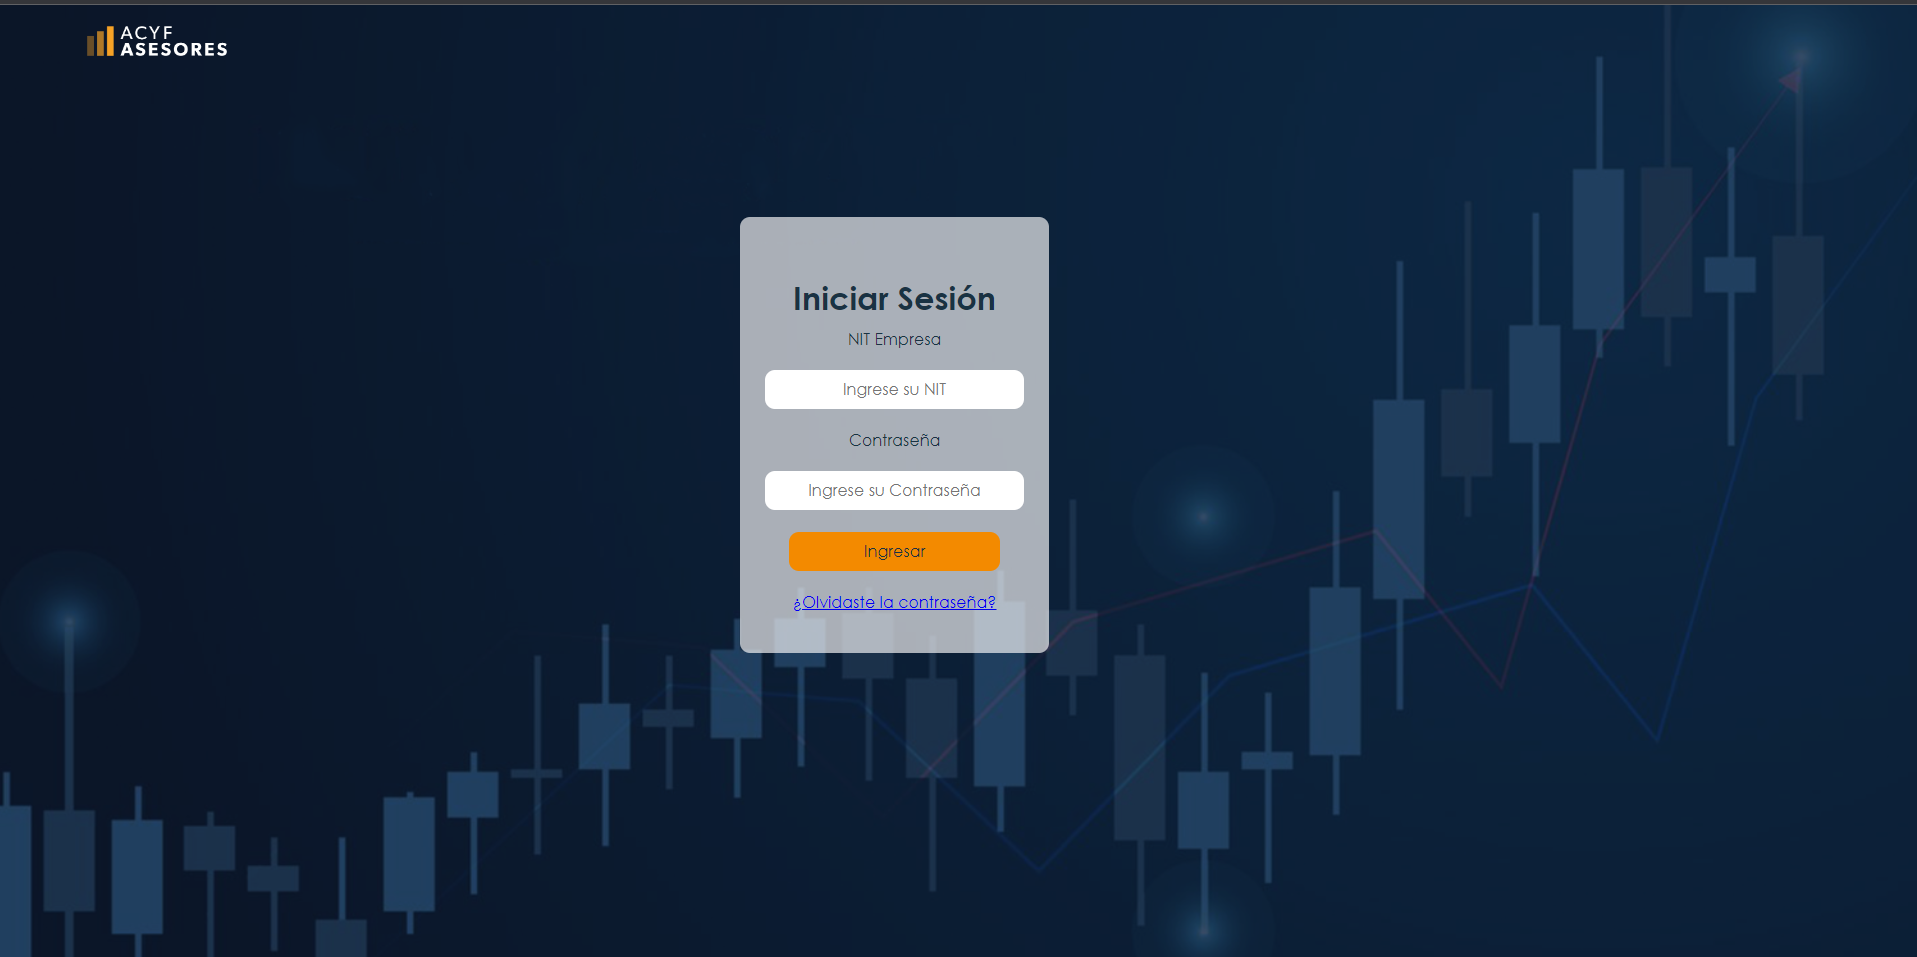 ACYF
ASESORES
Iniciar Sesión
NIT Empresa
Ingrese su NIT
Contraseña
Ingrese su Contraseña
Ingresar
¿Olvidaste la contraseña?